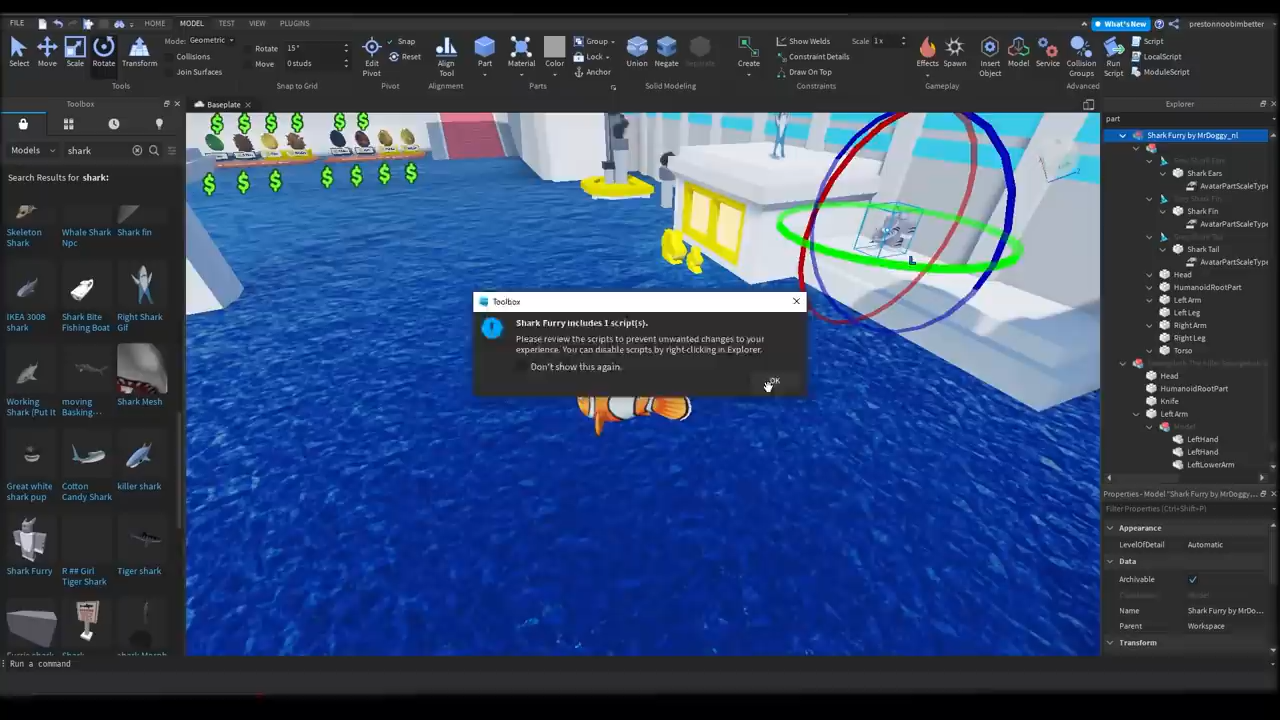 FILE HOME MODEL TEST VIEW PLUGINS What's New prestonnoobimbetter
Select Move Scale Rotate Transform
Mode: Geometric
Collisions
Join Surfaces
Tools
Rotate 15°
Move 0 studs
Snap to Grid
Edit Pivot
Snap
Reset
Pivot
Align Tool
Alignment
Part Material Color
Group
Lock
Anchor
Parts
Union Negate Separate
Solid Modeling
Create
Show Welds Scale 1x
Constraint Details
Draw On Top
Constraints
Effects Spawn
Gameplay
Insert Object
Model Service
Collision Groups
Run Script
Script
LocalScript
ModuleScript
Advanced
Toolbox
Baseplate
Explorer
Models shark
Search Results for shark:
Skeleton Shark
Whale Shark Npc
Shark fin
IKEA 3008 shark
Shark Bite Fishing Boat
Right Shark Gif
Working Shark (Put It
moving Basking-···
Shark Mesh
Great white shark pup
Cotton Candy Shark
killer shark
Shark Furry
R ## Girl Tiger Shark
Tiger shark
Shark
shark Morph
Run a command
Toolbox
Shark Furry includes 1 script(s).
Please review the scripts to prevent unwanted changes to your
experience. You can disable scripts by right-clicking in Explorer.
Don't show this again.
OK
part
Shark Furry by MrDoggy_nl
Shark Ears
AvatarPartScaleType
Shark Fin
AvatarPartScaleType
Shark Tail
AvatarPartScaleType
Head
HumanoidRootPart
Left Arm
Left Leg
Right Arm
Right Leg
Torso
Head
HumanoidRootPart
Knife
Left Arm
Model
LeftHand
LeftHand
LeftLowerArm
Properties - Model "Shark Furry by MrDoggy_...
Filter Properties (Ctrl+Shift+P)
Appearance
LevelOfDetail Automatic
Data
Archivable
Name Shark Furry by MrDo...
Parent Workspace
Transform